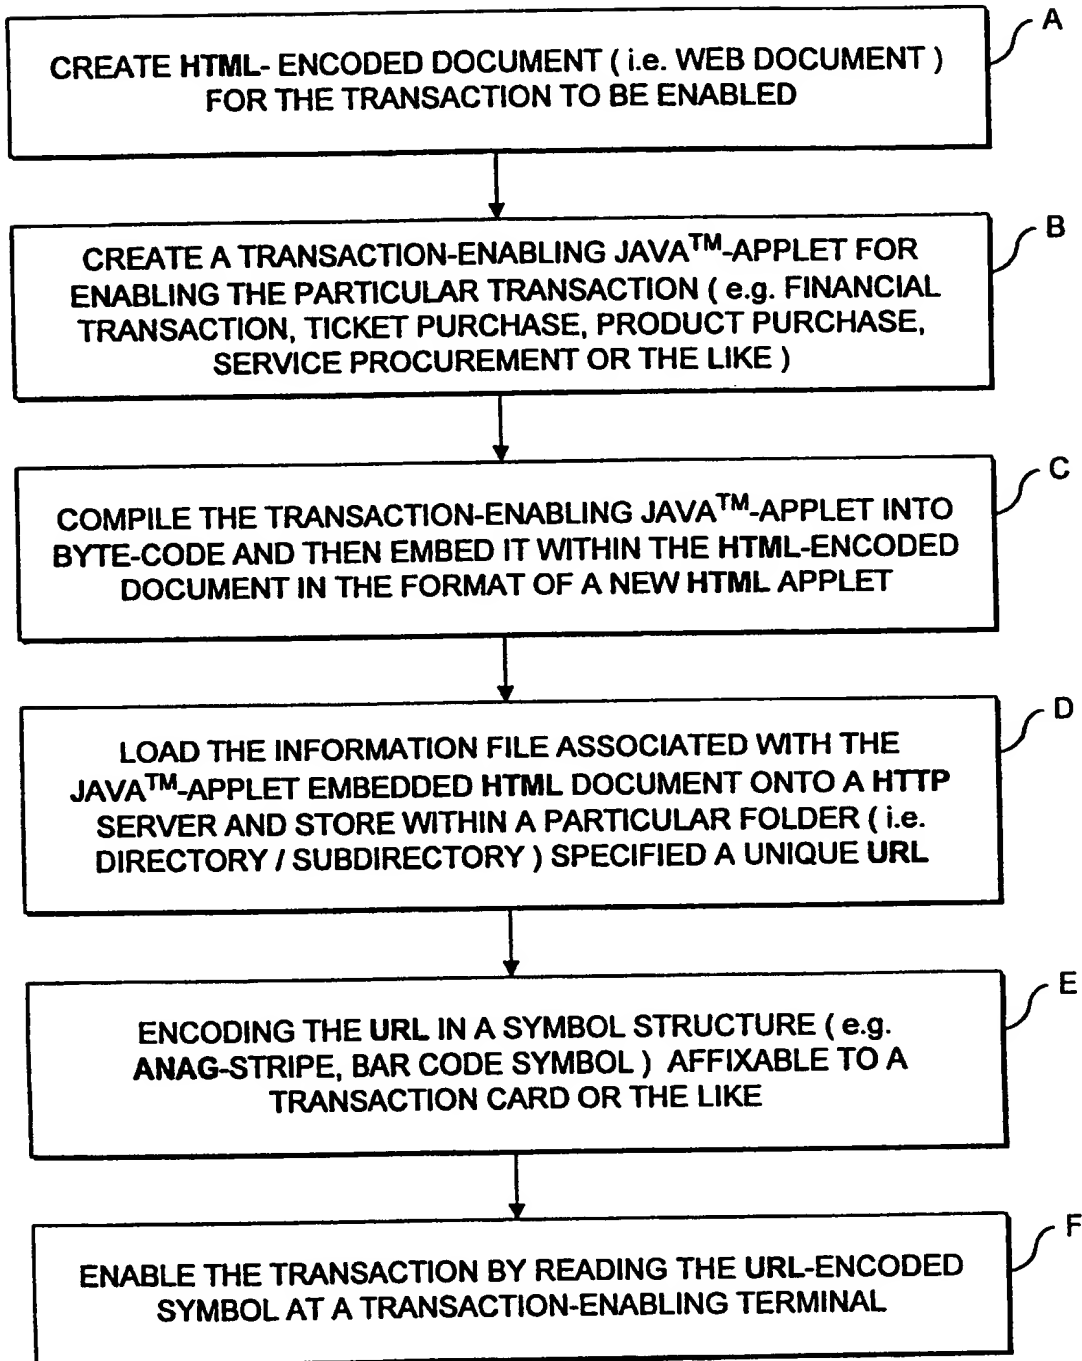 A
CREATE HTML- ENCODED DOCUMENT ( i.e. WEB DOCUMENT )
FOR THE TRANSACTION TO BE ENABLED
B
CREATE A TRANSACTION-ENABLING JAVA™-APPLET FOR
ENABLING THE PARTICULAR TRANSACTION ( e.g. FINANCIAL
TRANSACTION, TICKET PURCHASE, PRODUCT PURCHASE,
SERVICE PROCUREMENT OR THE LIKE )
C
COMPILE THE TRANSACTION-ENABLING JAVA™-APPLET INTO
BYTE-CODE AND THEN EMBED IT WITHIN THE HTML-ENCODED
DOCUMENT IN THE FORMAT OF A NEW HTML APPLET
D
LOAD THE INFORMATION FILE ASSOCIATED WITH THE
JAVA™-APPLET EMBEDDED HTML DOCUMENT ONTO A HTTP
SERVER AND STORE WITHIN A PARTICULAR FOLDER ( i.e.
DIRECTORY / SUBDIRECTORY ) SPECIFIED A UNIQUE URL
E
ENCODING THE URL IN A SYMBOL STRUCTURE ( e.g.
ANAG-STRIPE, BAR CODE SYMBOL ) AFFIXABLE TO A
TRANSACTION CARD OR THE LIKE
F
ENABLE THE TRANSACTION BY READING THE URL-ENCODED
SYMBOL AT A TRANSACTION-ENABLING TERMINAL